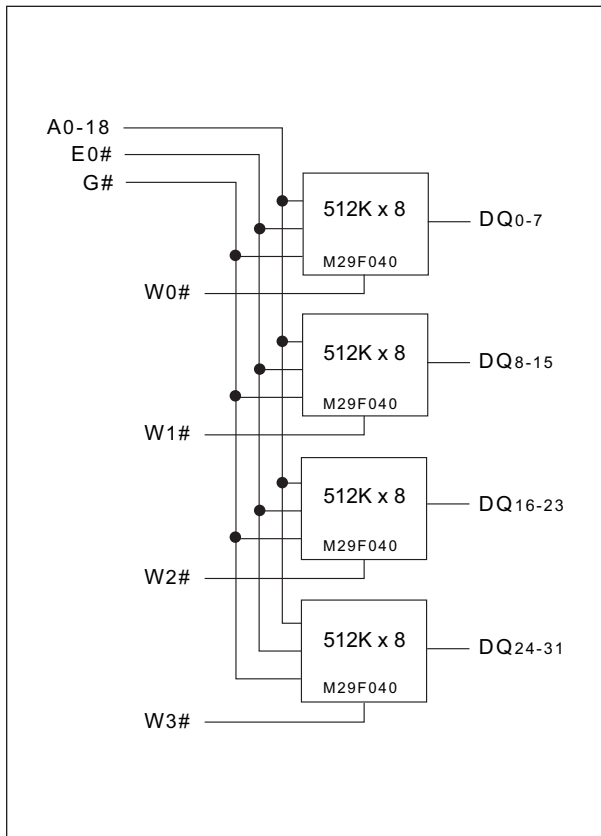 A0-18
E0#
G#
512K x 8
DQ0-7
M29F040
W0#
512K x 8
DQ8-15
M29F040
W1#
512K x 8
DQ16-23
M29F040
W2#
512K x 8
DQ24-31
M29F040
W3#